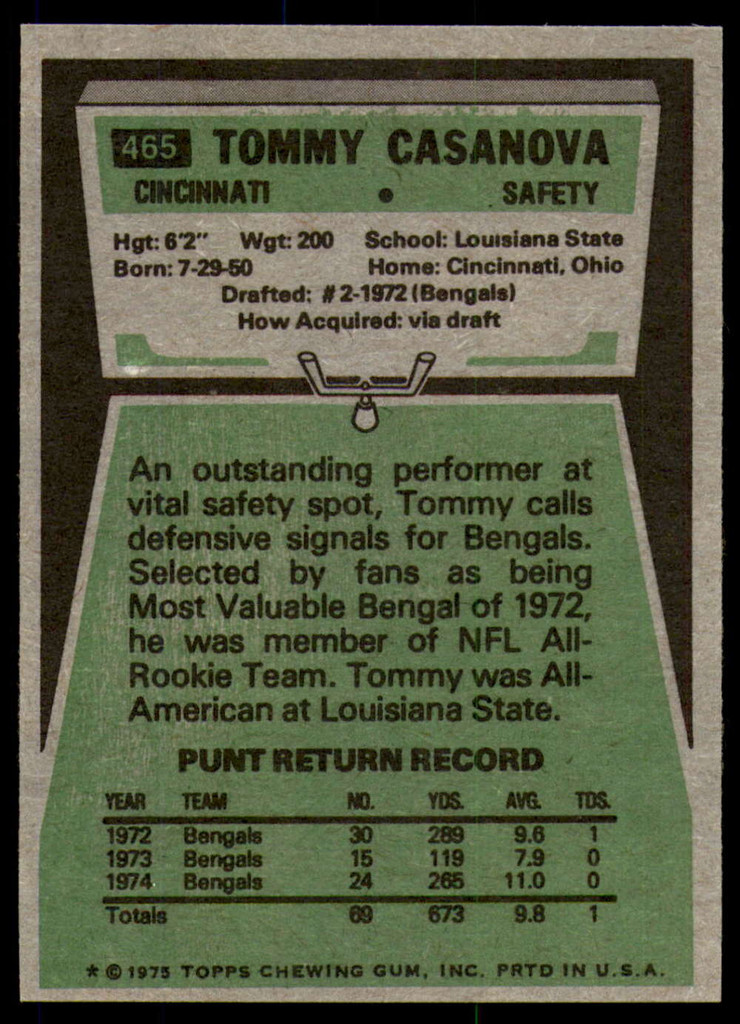 465 TOMMY CASANOVA
CINCINNATI • SAFETY
Hgt: 6'2" Wgt: 200 School: Louisiana State
Born: 7-29-50 Home: Cincinnati, Ohio
Drafted: #2-1972 (Bengals)
How Acquired: via draft
An outstanding performer at
vital safety spot, Tommy calls
defensive signals for Bengals.
Selected by fans as being
Most Valuable Bengal of 1972,
he was member of NFL All-
Rookie Team. Tommy was All-
American at Louisiana State.
PUNT RETURN RECORD
YEAR TEAM NO. YDS. AVG. TDS.
1972 Bengals 30 289 9.6 1
1973 Bengals 15 119 7.9 0
1974 Bengals 24 265 11.0 0
Totals 69 673 9.8 1
* © 1975 TOPPS CHEWING GUM, INC. PRTD IN U.S.A.